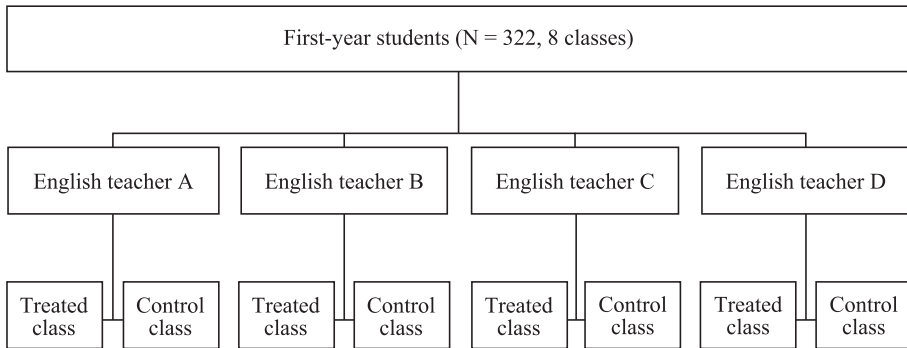 First-year students (N = 322, 8 classes)
English teacher A
English teacher B
English teacher C
English teacher D
Treated
class
Control
class
Treated
class
Control
class
Treated
class
Control
class
Treated
class
Control
class